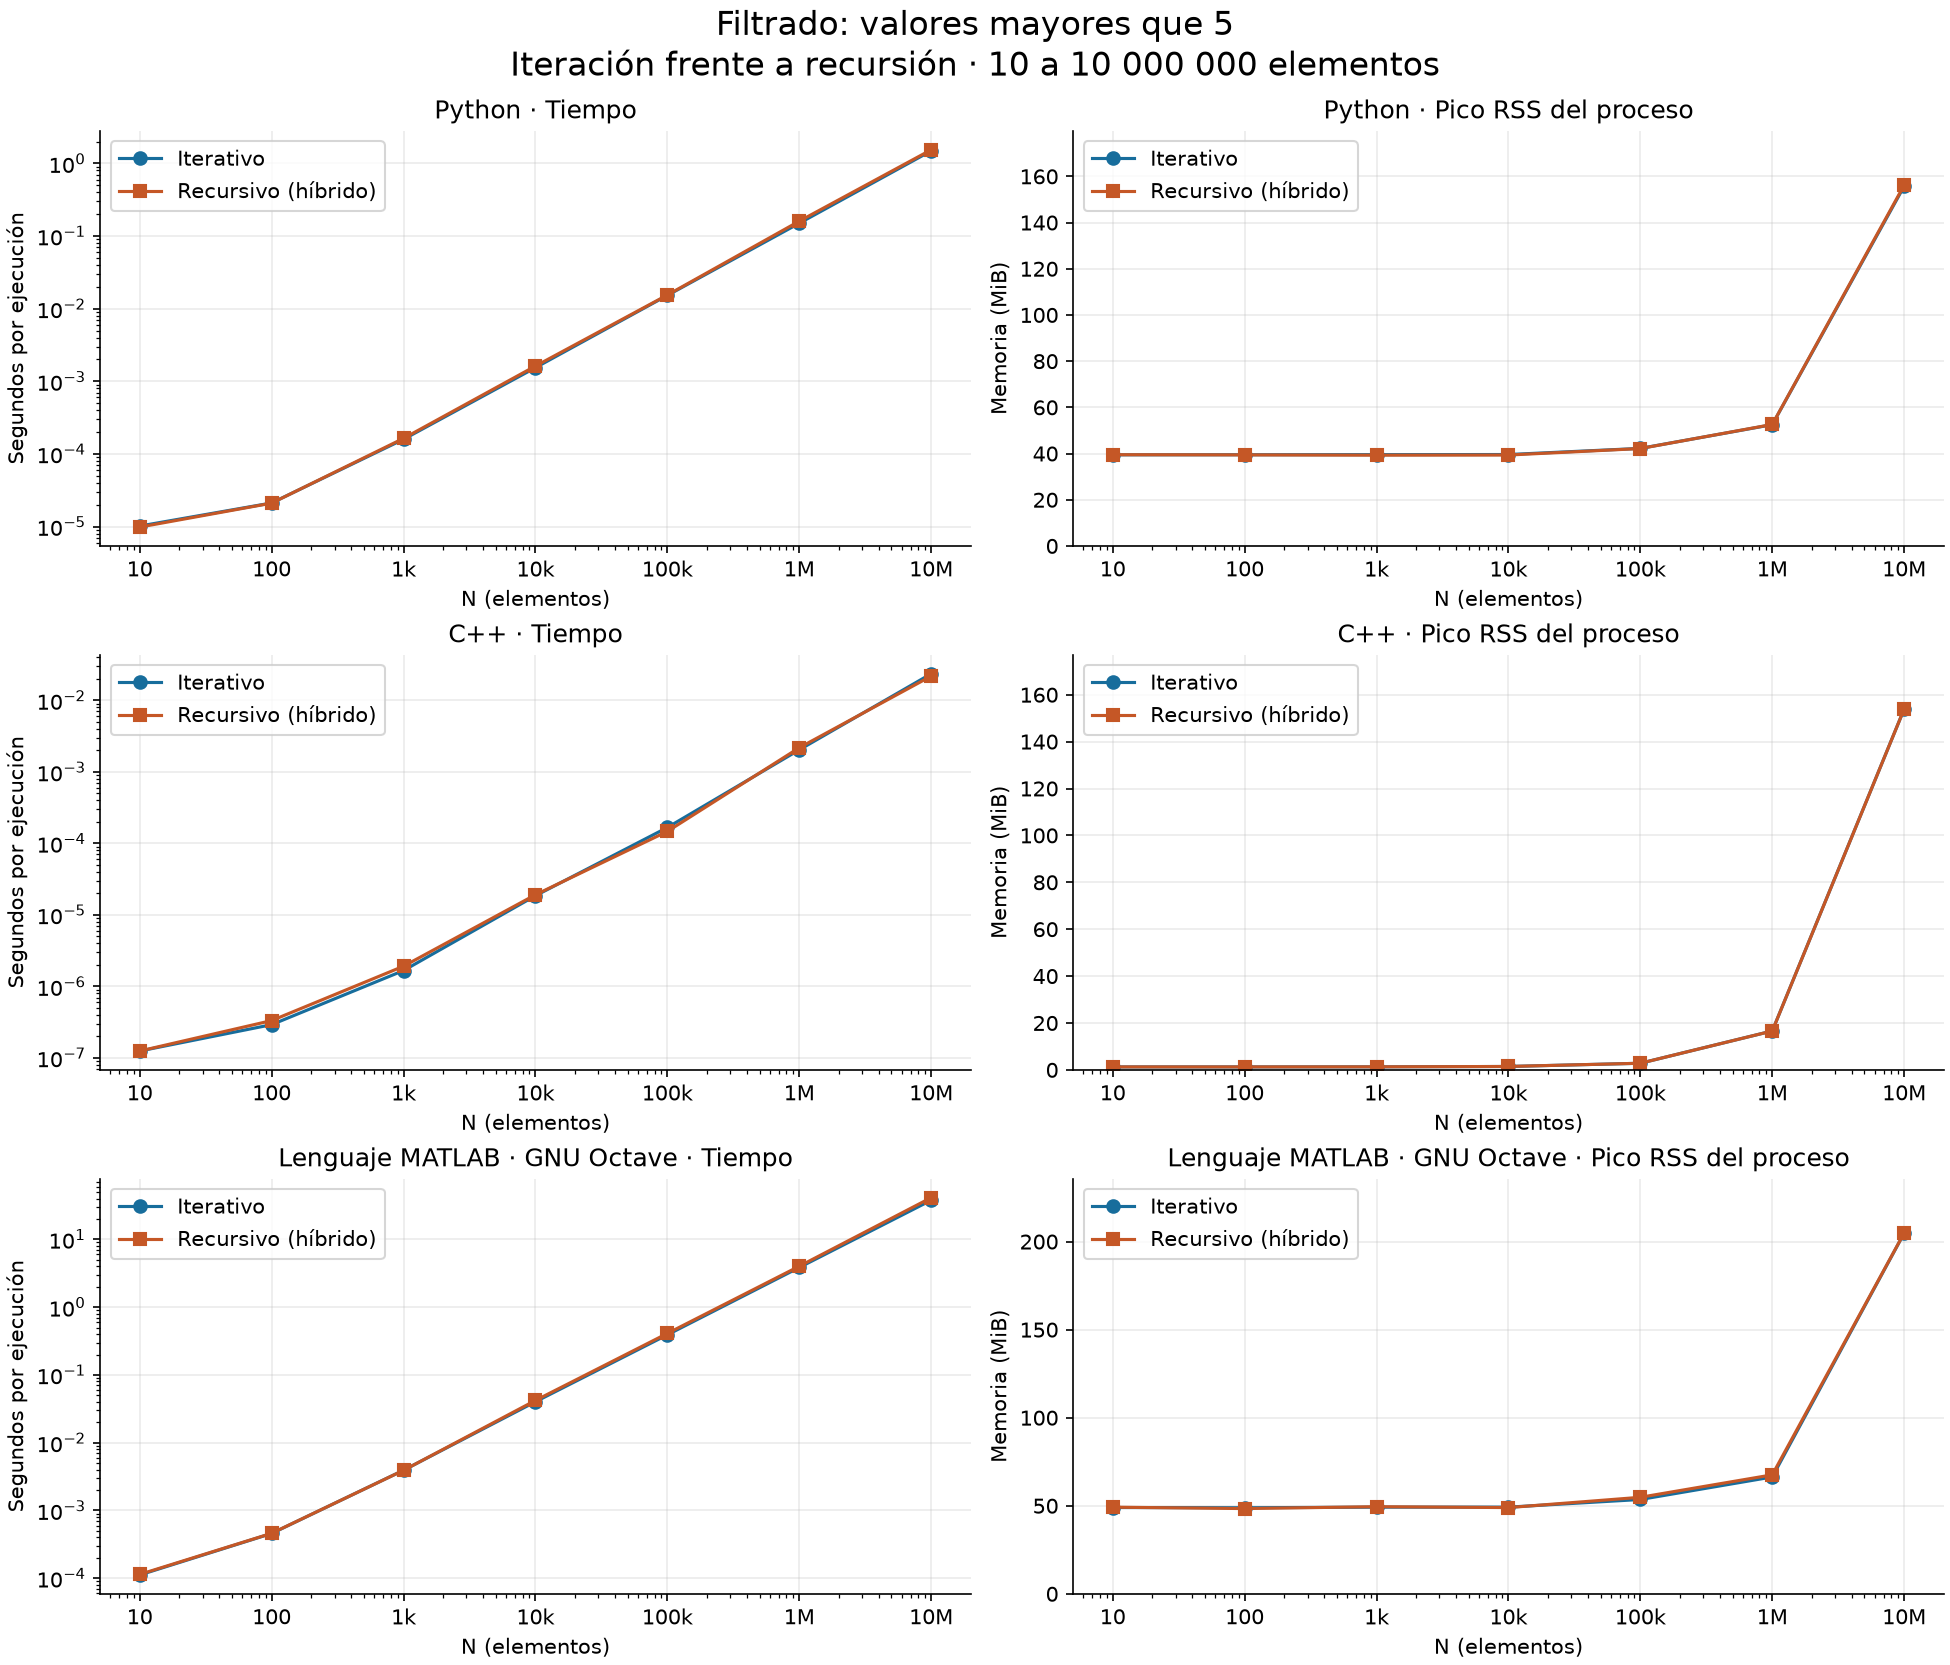 Filtrado: valores mayores que 5
Iteración frente a recursión · 10 a 10 000 000 elementos
Python · Tiempo
Iterativo
Recursivo (híbrido)
Segundos por ejecución
10⁰
10⁻¹
10⁻²
10⁻³
10⁻⁴
10⁻⁵
10 100 1k 10k 100k 1M 10M
N (elementos)
Python · Pico RSS del proceso
Iterativo
Recursivo (híbrido)
Memoria (MiB)
160
140
120
100
80
60
40
20
0
10 100 1k 10k 100k 1M 10M
N (elementos)
C++ · Tiempo
Iterativo
Recursivo (híbrido)
Segundos por ejecución
10⁻²
10⁻³
10⁻⁴
10⁻⁵
10⁻⁶
10⁻⁷
10 100 1k 10k 100k 1M 10M
N (elementos)
C++ · Pico RSS del proceso
Iterativo
Recursivo (híbrido)
Memoria (MiB)
160
140
120
100
80
60
40
20
0
10 100 1k 10k 100k 1M 10M
N (elementos)
Lenguaje MATLAB · GNU Octave · Tiempo
Iterativo
Recursivo (híbrido)
Segundos por ejecución
10¹
10⁰
10⁻¹
10⁻²
10⁻³
10⁻⁴
10 100 1k 10k 100k 1M 10M
N (elementos)
Lenguaje MATLAB · GNU Octave · Pico RSS del proceso
Iterativo
Recursivo (híbrido)
Memoria (MiB)
200
150
100
50
0
10 100 1k 10k 100k 1M 10M
N (elementos)